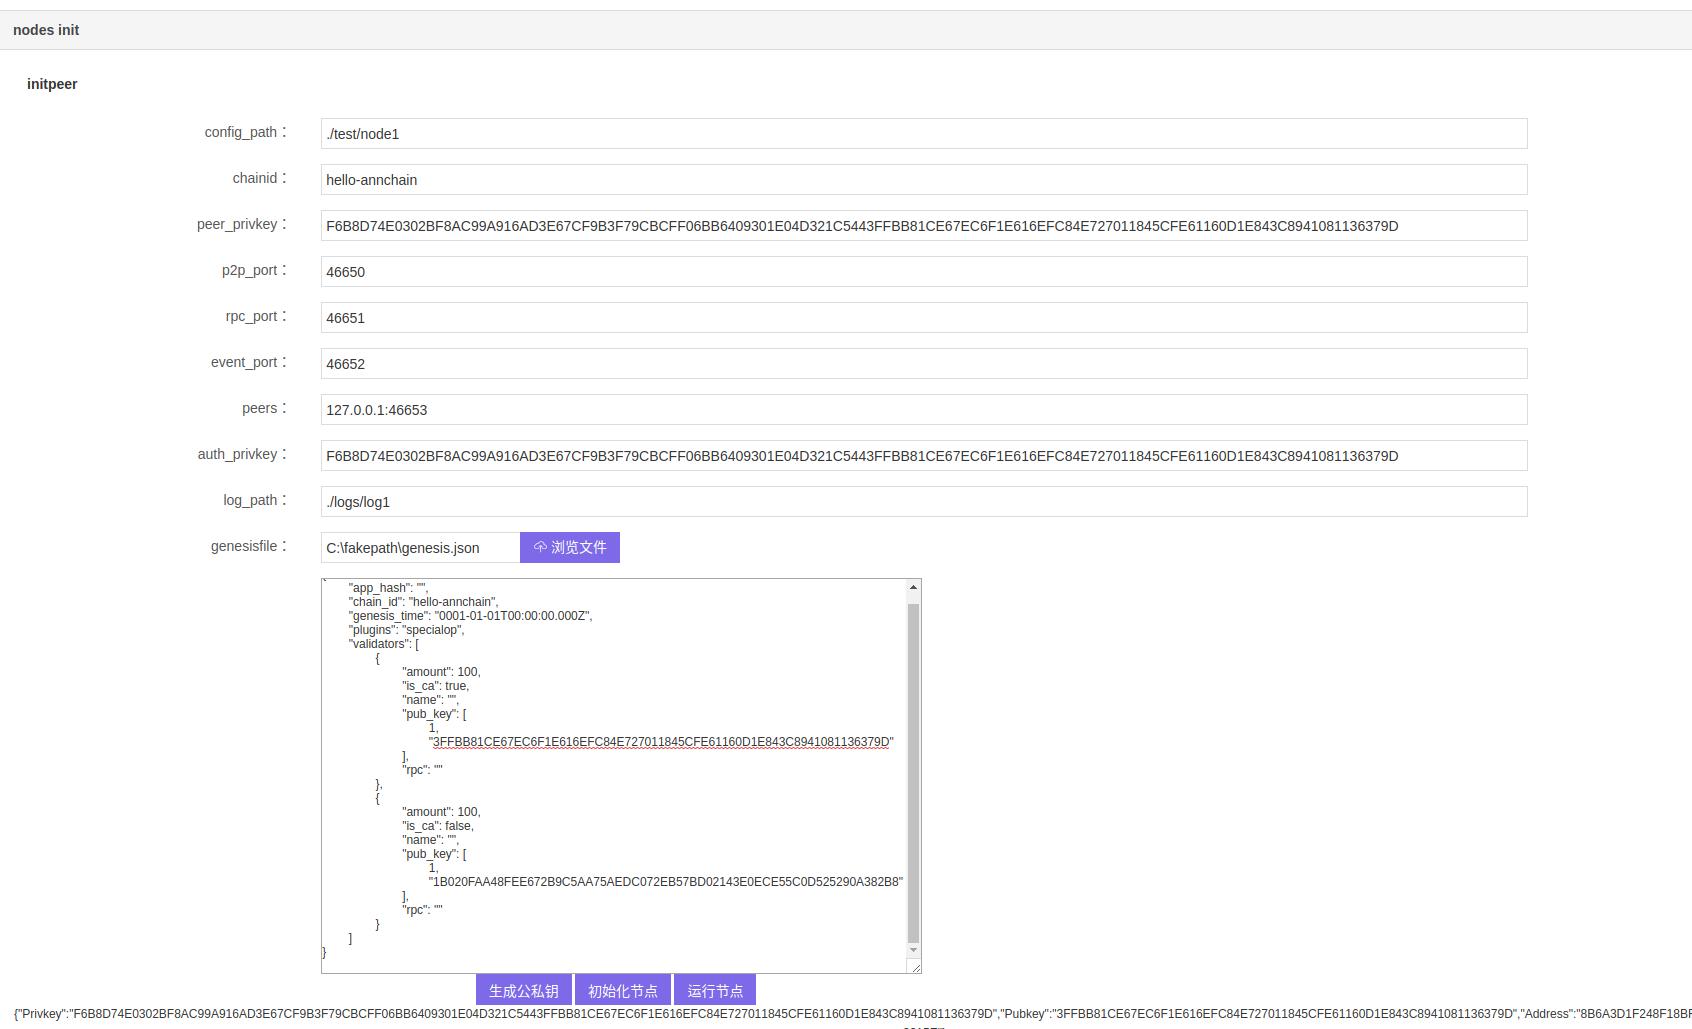 nodes init
initpeer
config_path： ./test/node1
chainid： hello-annchain
peer_privkey： F6B8D74E0302BF8AC99A916AD3E67CF9B3F79CBCFF06BB6409301E04D321C5443FFBB81CE67EC6F1E616EFC84E727011845CFE61160D1E843C8941081136379D
p2p_port： 46650
rpc_port： 46651
event_port： 46652
peers： 127.0.0.1:46653
auth_privkey： F6B8D74E0302BF8AC99A916AD3E67CF9B3F79CBCFF06BB6409301E04D321C5443FFBB81CE67EC6F1E616EFC84E727011845CFE61160D1E843C8941081136379D
log_path： ./logs/log1
genesisfile： C:\fakepath\genesis.json 浏览文件
"app_hash": "",
"chain_id": "hello-annchain",
"genesis_time": "0001-01-01T00:00:00.000Z",
"plugins": "specialop",
"validators": [
{
"amount": 100,
"is_ca": true,
"name": "",
"pub_key": [
1,
"3FFBB81CE67EC6F1E616EFC84E727011845CFE61160D1E843C8941081136379D"
],
"rpc": ""
},
{
"amount": 100,
"is_ca": false,
"name": "",
"pub_key": [
1,
"1B020FAA48FEE672B9C5AA75AEDC072EB57BD02143E0ECE55C0D525290A382B8"
],
"rpc": ""
}
]
}
生成公私钥 初始化节点 运行节点
{"Privkey":"F6B8D74E0302BF8AC99A916AD3E67CF9B3F79CBCFF06BB6409301E04D321C5443FFBB81CE67EC6F1E616EFC84E727011845CFE61160D1E843C8941081136379D","Pubkey":"3FFBB81CE67EC6F1E616EFC84E727011845CFE61160D1E843C8941081136379D","Address":"8B6A3D1F248F18BF